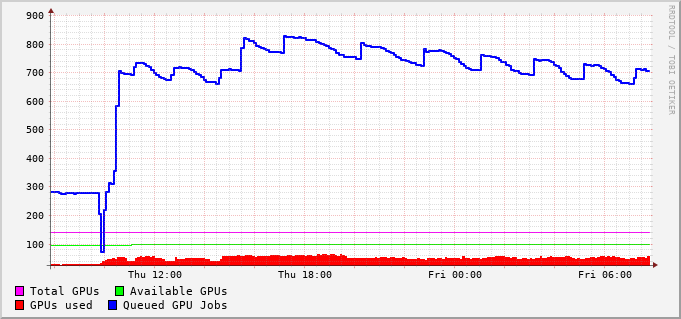 900
800
700
600
500
400
300
200
100
Thu 12:00 Thu 18:00 Fri 00:00 Fri 06:00
Total GPUs Available GPUs
GPUs used Queued GPU Jobs
RRDTOOL / TOBI OETIKER